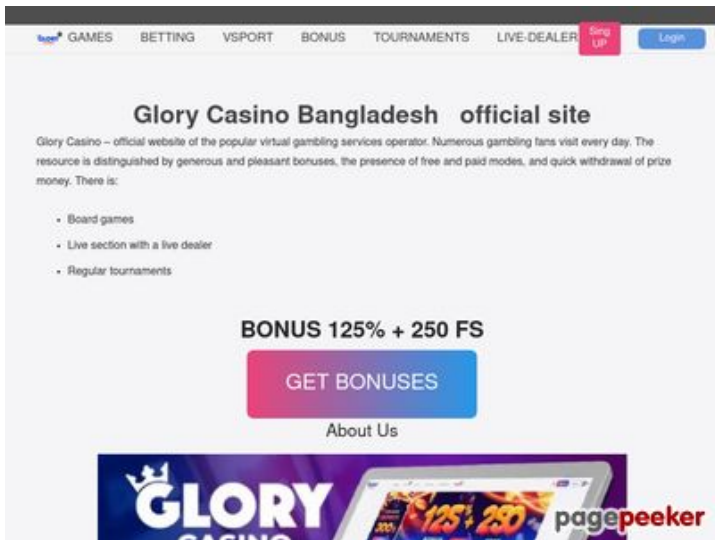 GAMES BETTING VSPORT BONUS TOURNAMENTS LIVE-DEALER Sing UP Login
Glory Casino Bangladesh official site
Glory Casino – official website of the popular virtual gambling services operator. Numerous gambling fans visit every day. The
resource is distinguished by generous and pleasant bonuses, the presence of free and paid modes, and quick withdrawal of prize
money. There is:
• Board games
• Live section with a live dealer
• Regular tournaments
BONUS 125% + 250 FS
GET BONUSES
About Us
GLORY
CASINO
125% + 250
pagepeeker